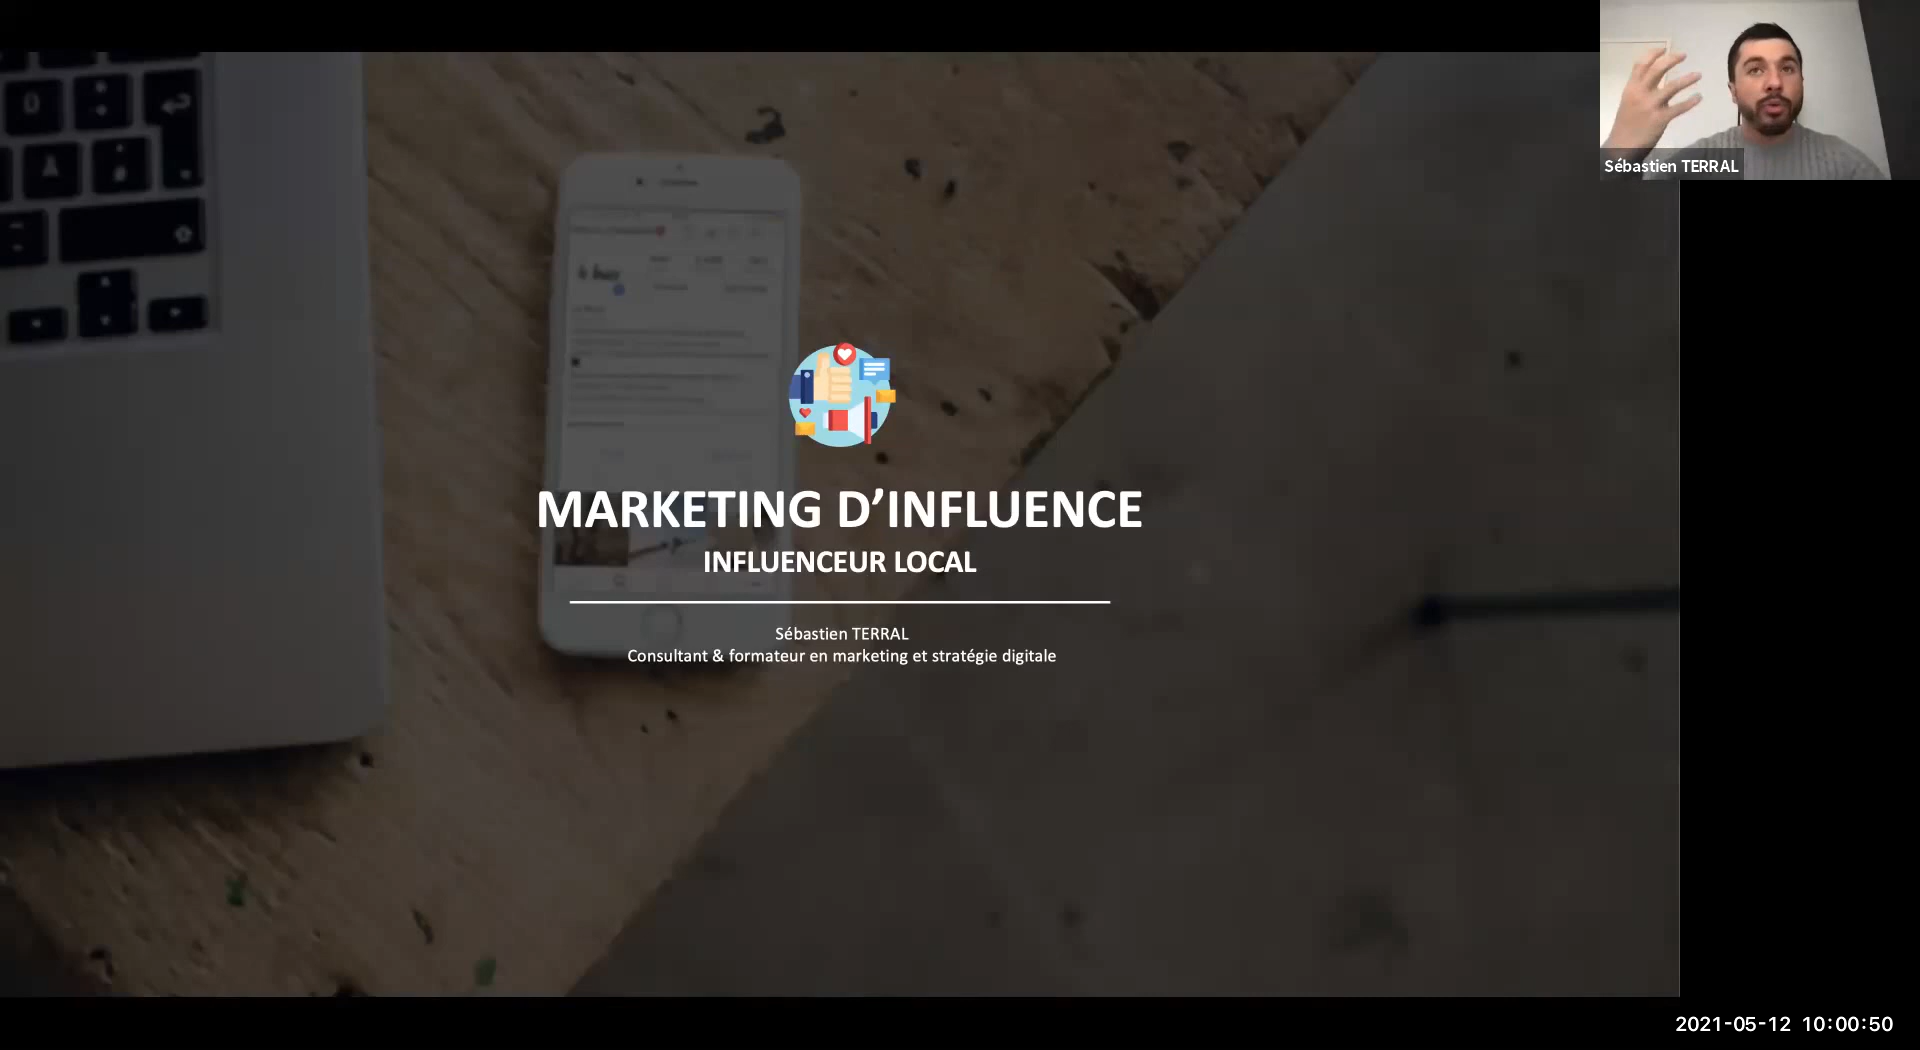 Sébastien TERRAL
MARKETING D’INFLUENCE
INFLUENCEUR LOCAL
Sébastien TERRAL
Consultant & formateur en marketing et stratégie digitale
2021-05-12 10:00:50